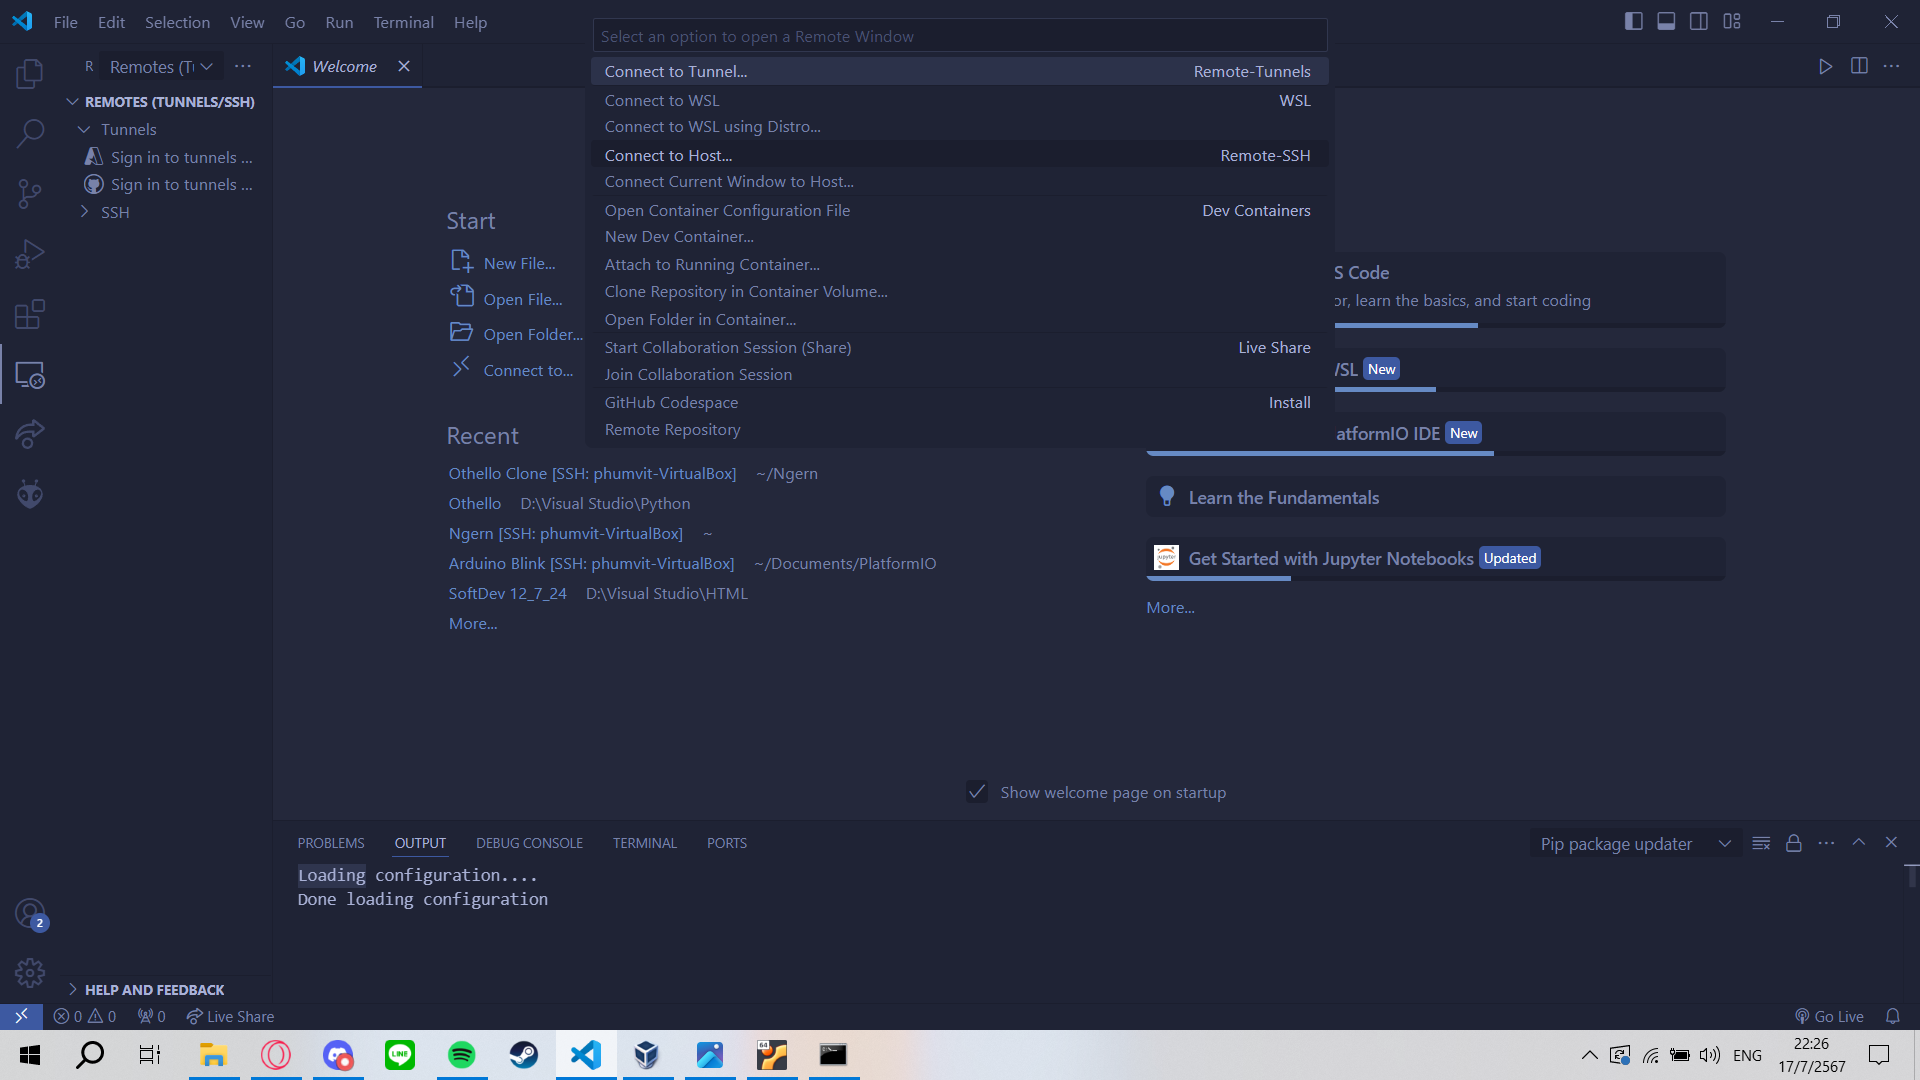 File Edit Selection View Go Run Terminal Help
Select an option to open a Remote Window
R Remotes (T
Welcome
Connect to Tunnel... Remote-Tunnels
Connect to WSL WSL
Connect to WSL using Distro...
Connect to Host... Remote-SSH
Connect Current Window to Host...
Open Container Configuration File Dev Containers
New Dev Container...
Attach to Running Container...
Clone Repository in Container Volume...
Open Folder in Container...
Start Collaboration Session (Share) Live Share
Join Collaboration Session
GitHub Codespace Install
Remote Repository
REMOTES (TUNNELS/SSH)
Tunnels
Sign in to tunnels ...
Sign in to tunnels ...
SSH
Start
New File...
Open File...
Open Folder...
Connect to...
Recent
Othello Clone [SSH: phumvit-VirtualBox] ~/Ngern
Othello D:\Visual Studio\Python
Ngern [SSH: phumvit-VirtualBox] ~
Arduino Blink [SSH: phumvit-VirtualBox] ~/Documents/PlatformIO
SoftDev 12_7_24 D:\Visual Studio\HTML
More...
S Code
or, learn the basics, and start coding
WSL New
atformIO IDE New
Learn the Fundamentals
jupyter Get Started with Jupyter Notebooks Updated
More...
Show welcome page on startup
PROBLEMS OUTPUT DEBUG CONSOLE TERMINAL PORTS
Pip package updater
Loading configuration....
Done loading configuration
2
HELP AND FEEDBACK
0 0 0 Live Share
Go Live
LINE
64
ENG
22:26
17/7/2567